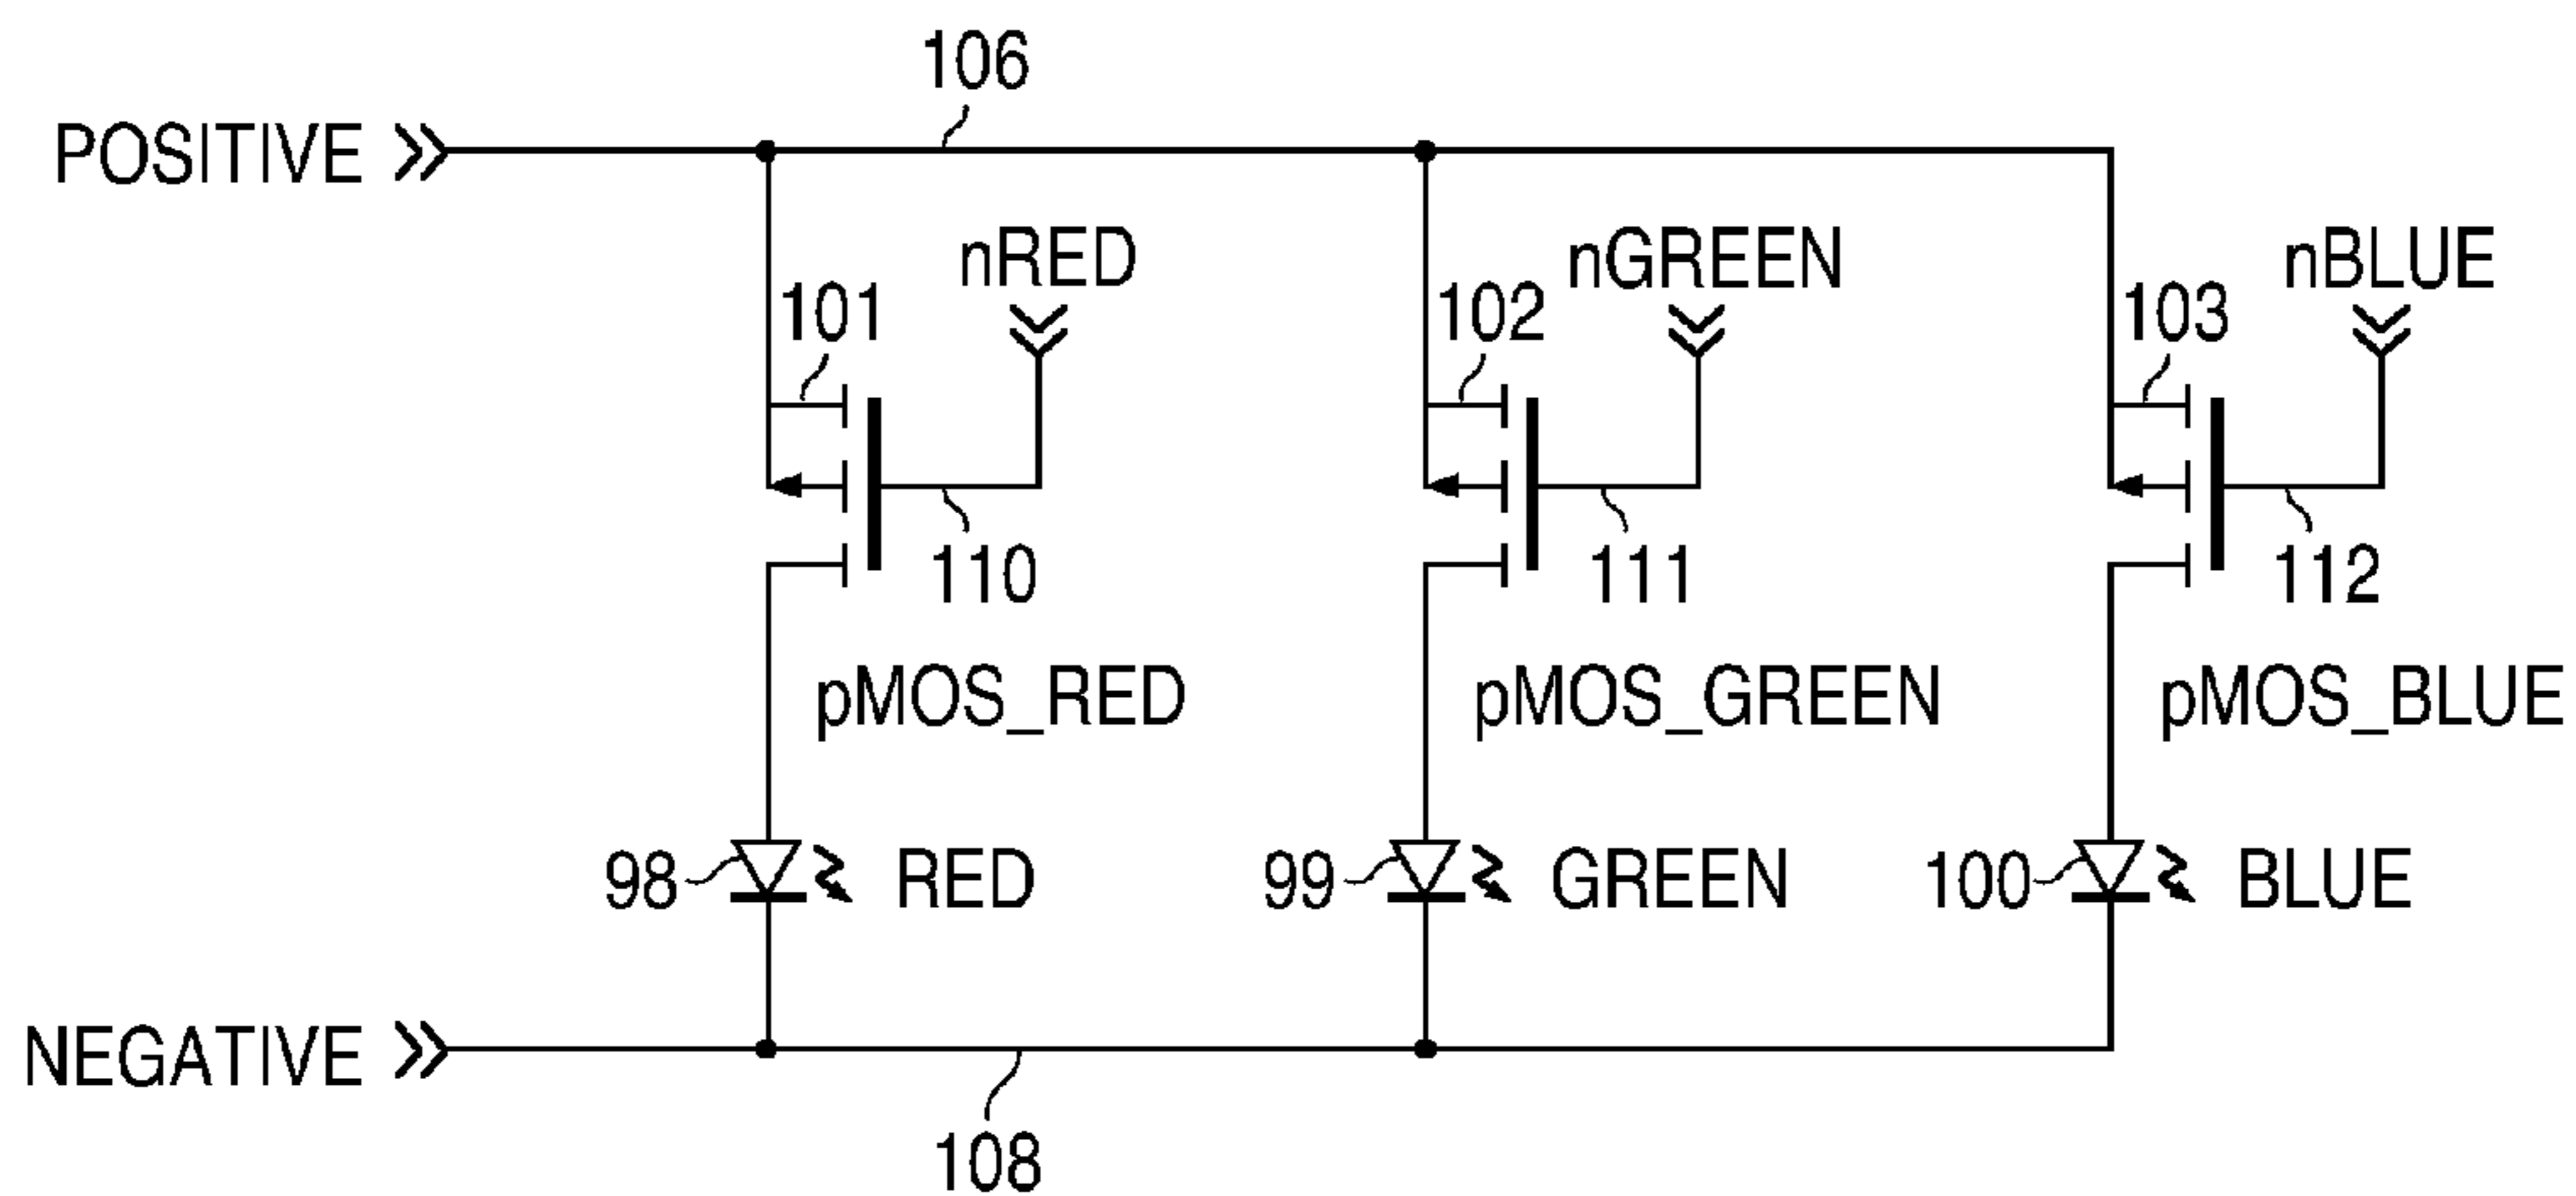 106
POSITIVE
nRED
nGREEN
nBLUE
101
102
103
110
111
112
pMOS_RED
pMOS_GREEN
pMOS_BLUE
98
RED
99
GREEN
100
BLUE
NEGATIVE
108